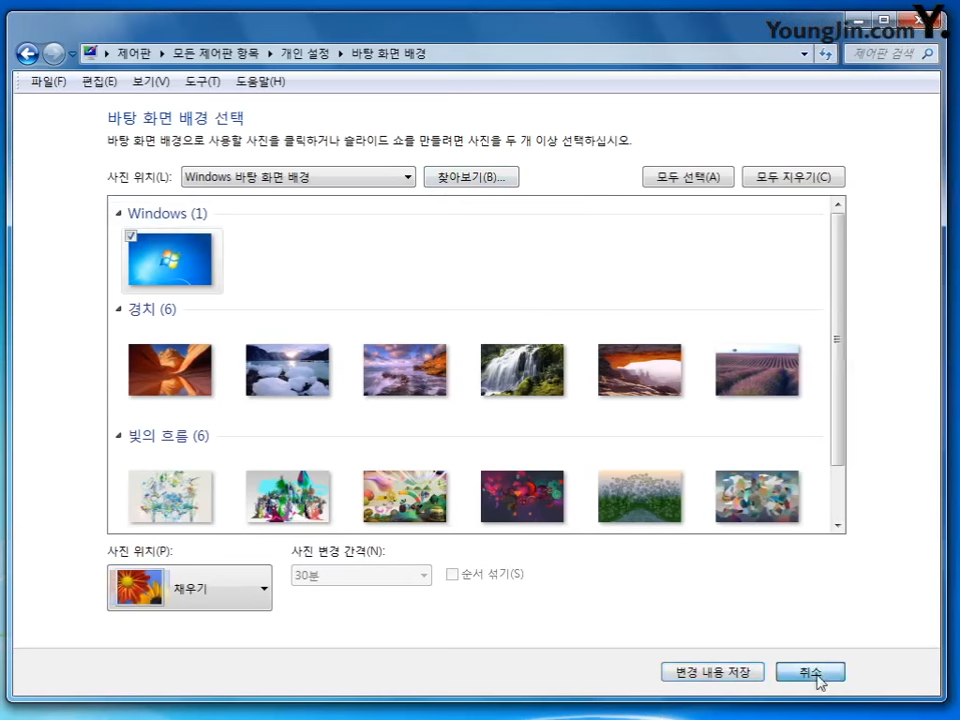 YoungJin.com Y.
제어판 모든 제어판 항목 개인 설정 바탕 화면 배경 제어판 검색
파일(F) 편집(E) 보기(V) 도구(T) 도움말(H)
바탕 화면 배경 선택
바탕 화면 배경으로 사용할 사진을 클릭하거나 슬라이드 쇼를 만들려면 사진을 두 개 이상 선택하십시오.
사진 위치(L): Windows 바탕 화면 배경 찾아보기(B)... 모두 선택(A) 모두 지우기(C)
Windows (1)
경치 (6)
빛의 흐름 (6)
사진 위치(P): 사진 변경 간격(N):
채우기 30분 순서 섞기(S)
변경 내용 저장 취소